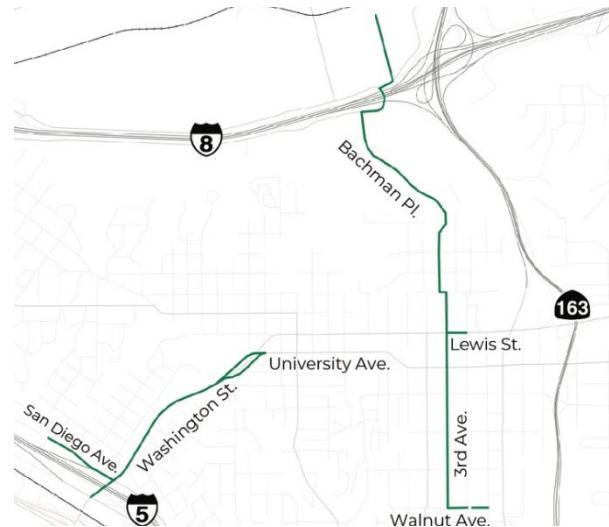 8
Bachman Pl.
163
Lewis St.
University Ave.
Washington St.
San Diego Ave.
3rd Ave.
5
Walnut Ave.